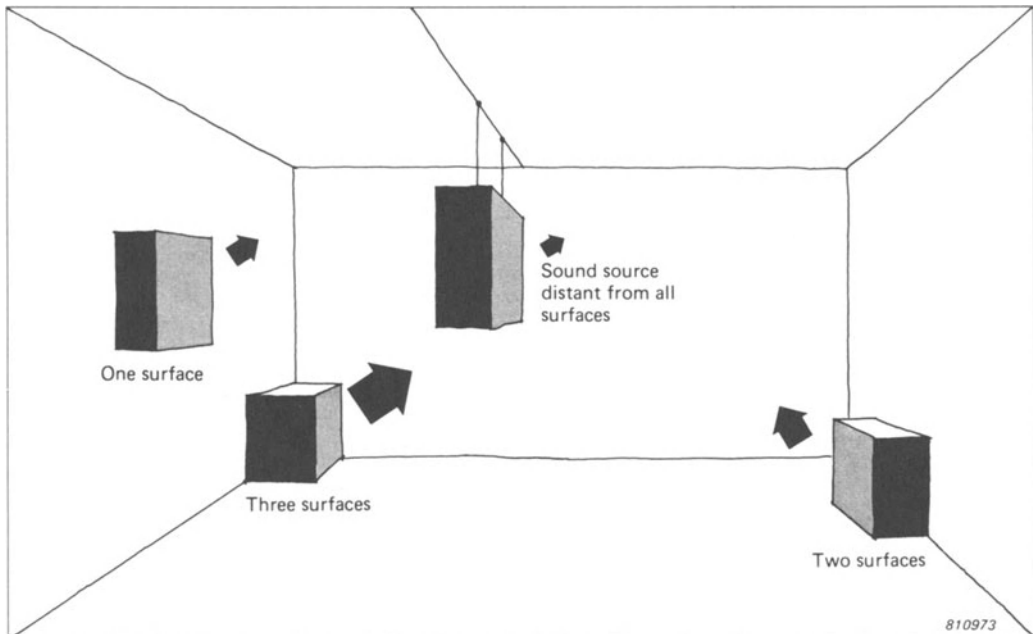 One surface
Sound source
distant from all
surfaces
Three surfaces
Two surfaces
810973